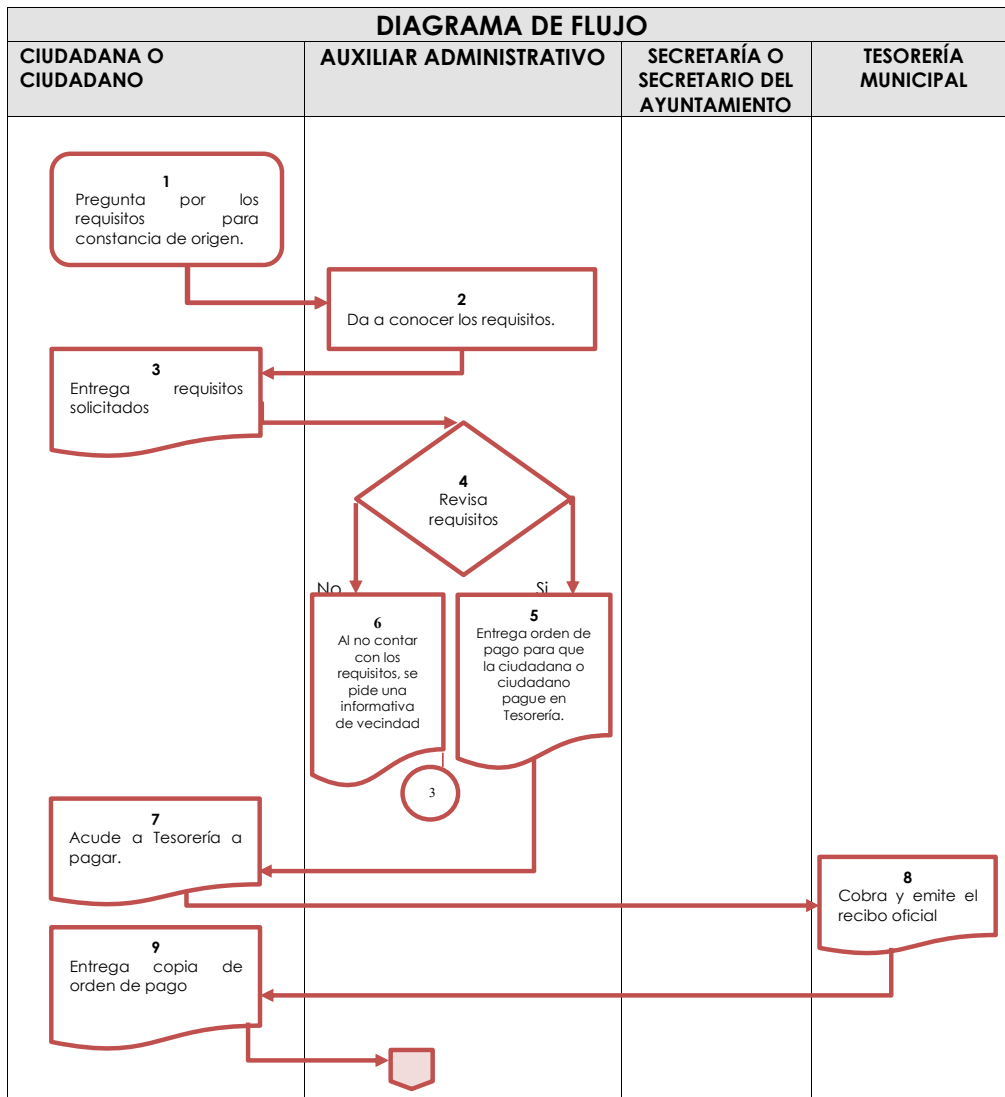 DIAGRAMA DE FLUJO
CIUDADANA O
CIUDADANO
AUXILIAR ADMINISTRATIVO
SECRETARÍA O
SECRETARIO DEL
AYUNTAMIENTO
TESORERÍA
MUNICIPAL
1
Pregunta por los
requisitos para
constancia de origen.
2
Da a conocer los requisitos.
3
Entrega requisitos
solicitados
4
Revisa
requisitos
No
Si
6
Al no contar
con los
requisitos, se
pide una
informativa
de vecindad
5
Entrega orden de
pago para que
la ciudadana o
ciudadano
pague en
Tesorería.
3
7
Acude a Tesorería a
pagar.
8
Cobra y emite el
recibo oficial
9
Entrega copia de
orden de pago